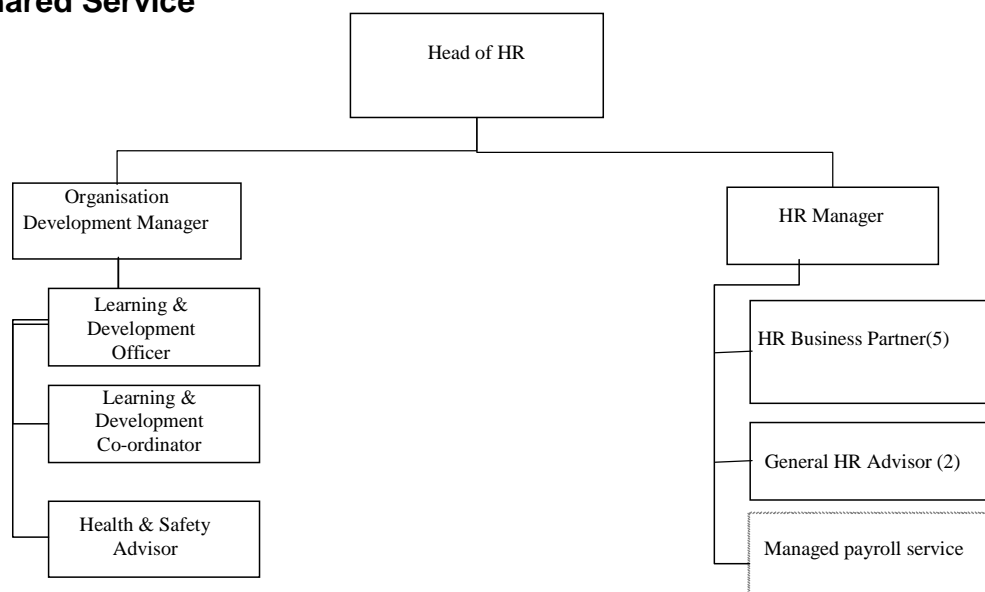 Service
Head of HR
Organisation
Development Manager
HR Manager
Learning &
Development
Officer
HR Business Partner(5)
Learning &
Development
Co-ordinator
General HR Advisor (2)
Health & Safety
Advisor
Managed payroll service